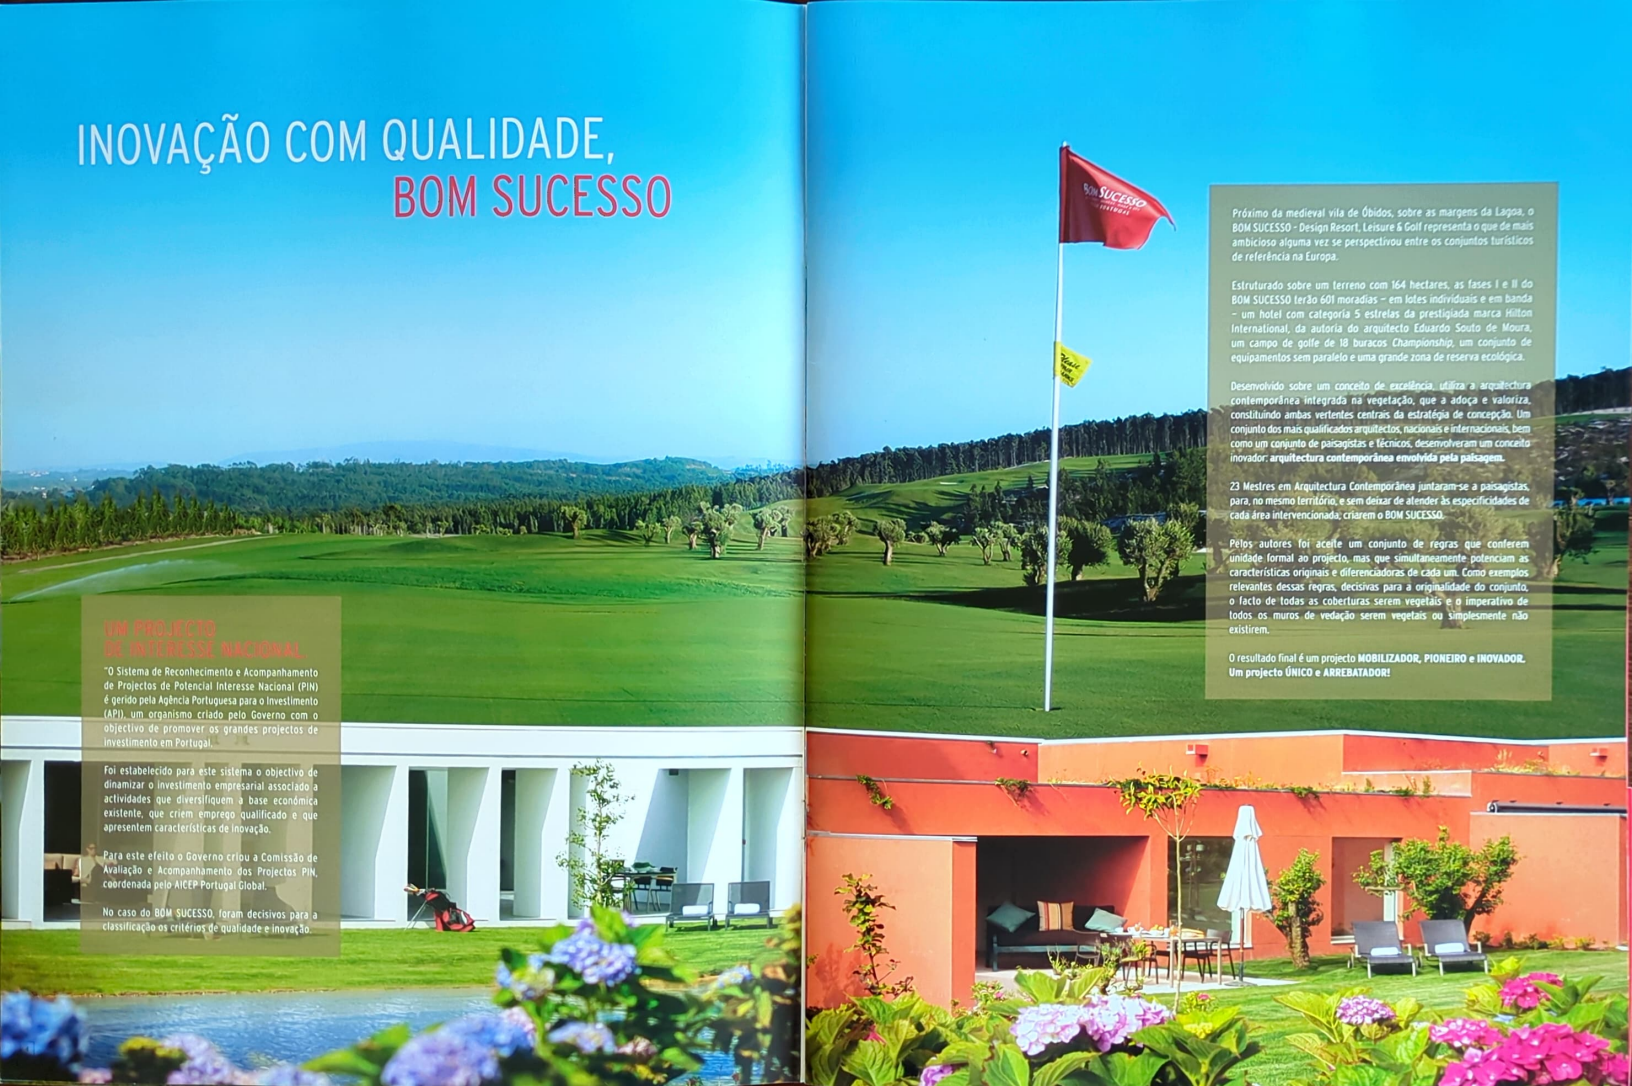 INOVAÇÃO COM QUALIDADE,
BOM SUCESSO
UM PROJECTO
DE INTERESSE NACIONAL.
"O Sistema de Reconhecimento e Acompanhamento
de Projectos de Potencial Interesse Nacional (PIN)
é gerido pela Agência Portuguesa para o Investimento
(API), um organismo criado pelo Governo com o
objectivo de promover os grandes projectos de
investimento em Portugal.
Foi estabelecido para este sistema o objectivo de
dinamizar o investimento empresarial associado a
actividades que diversifiquem a base económica
existente, que criem emprego qualificado e que
apresentem características de inovação.
Para este efeito o Governo criou a Comissão de
Avaliação e Acompanhamento dos Projectos PIN,
coordenada pelo AICEP Portugal Global.
No caso do BOM SUCESSO, foram decisivos para a
classificação os critérios de qualidade e inovação.
BOM SUCESSO
Próximo da medieval vila de Óbidos, sobre as margens da Lagoa, o
BOM SUCESSO - Design Resort, Leisure & Golf representa o que de mais
ambicioso alguma vez se perspectivou entre os conjuntos turísticos
de referência na Europa.
Estruturado sobre um terreno com 164 hectares, as fases I e II do
BOM SUCESSO terão 601 moradias – em lotes individuais e em banda
– um hotel com categoria 5 estrelas da prestigiada marca Hilton
International, da autoria do arquitecto Eduardo Souto de Moura,
um campo de golfe de 18 buracos Championship, um conjunto de
equipamentos sem paralelo e uma grande zona de reserva ecológica.
Desenvolvido sobre um conceito de excelência, utiliza a arquitectura
contemporânea integrada na vegetação, que a adoça e valoriza,
constituindo ambas vertentes centrais da estratégia de concepção. Um
conjunto dos mais qualificados arquitectos, nacionais e internacionais, bem
como um conjunto de paisagistas e técnicos, desenvolveram um conceito
inovador: arquitectura contemporânea envolvida pela paisagem.
23 Mestres em Arquitectura Contemporânea juntaram-se a paisagistas,
para, no mesmo território, e sem deixar de atender às especificidades de
cada área intervencionada, criarem o BOM SUCESSO.
Pelos autores foi aceite um conjunto de regras que conferem
unidade formal ao projecto, mas que simultaneamente potenciam as
características originais e diferenciadoras de cada um. Como exemplos
relevantes dessas regras, decisivas para a originalidade do conjunto,
o facto de todas as coberturas serem vegetais e o imperativo de
todos os muros de vedação serem vegetais ou simplesmente não
existirem.
O resultado final é um projecto MOBILIZADOR, PIONEIRO e INOVADOR.
Um projecto ÚNICO e ARREBATADOR!